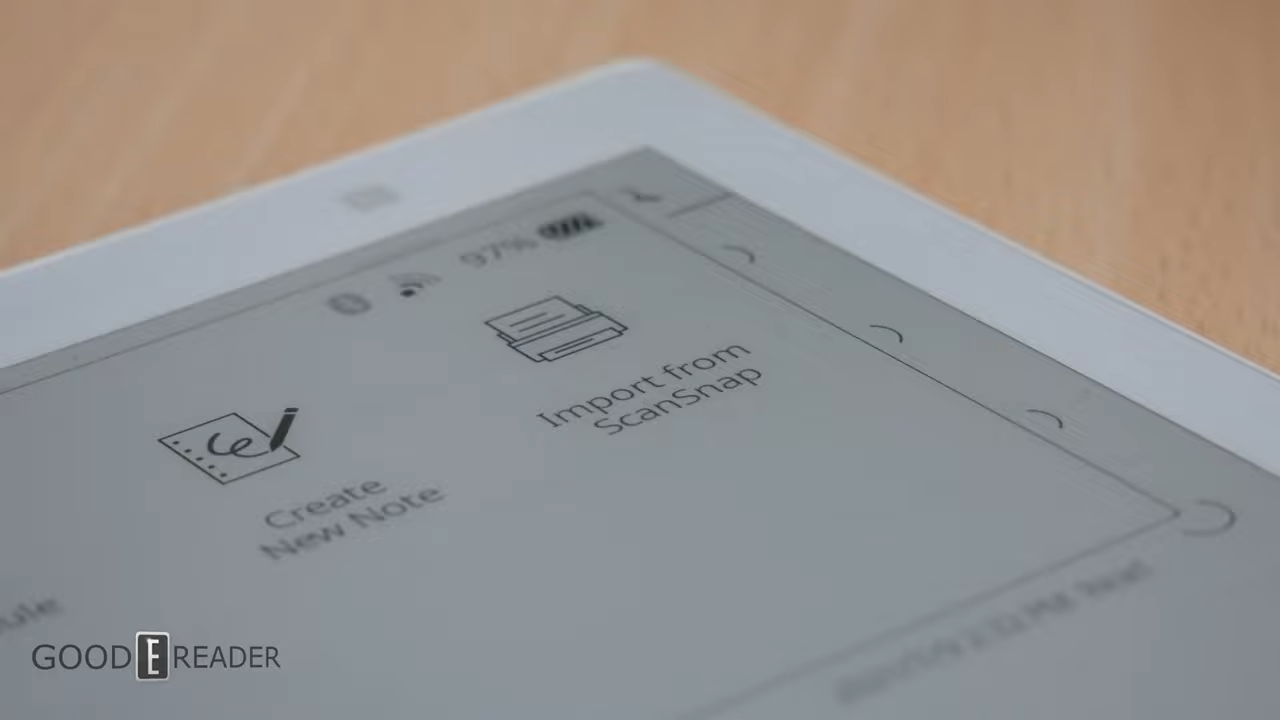 97%
Import from
ScanSnap
Create
New Note
GOOD E READER